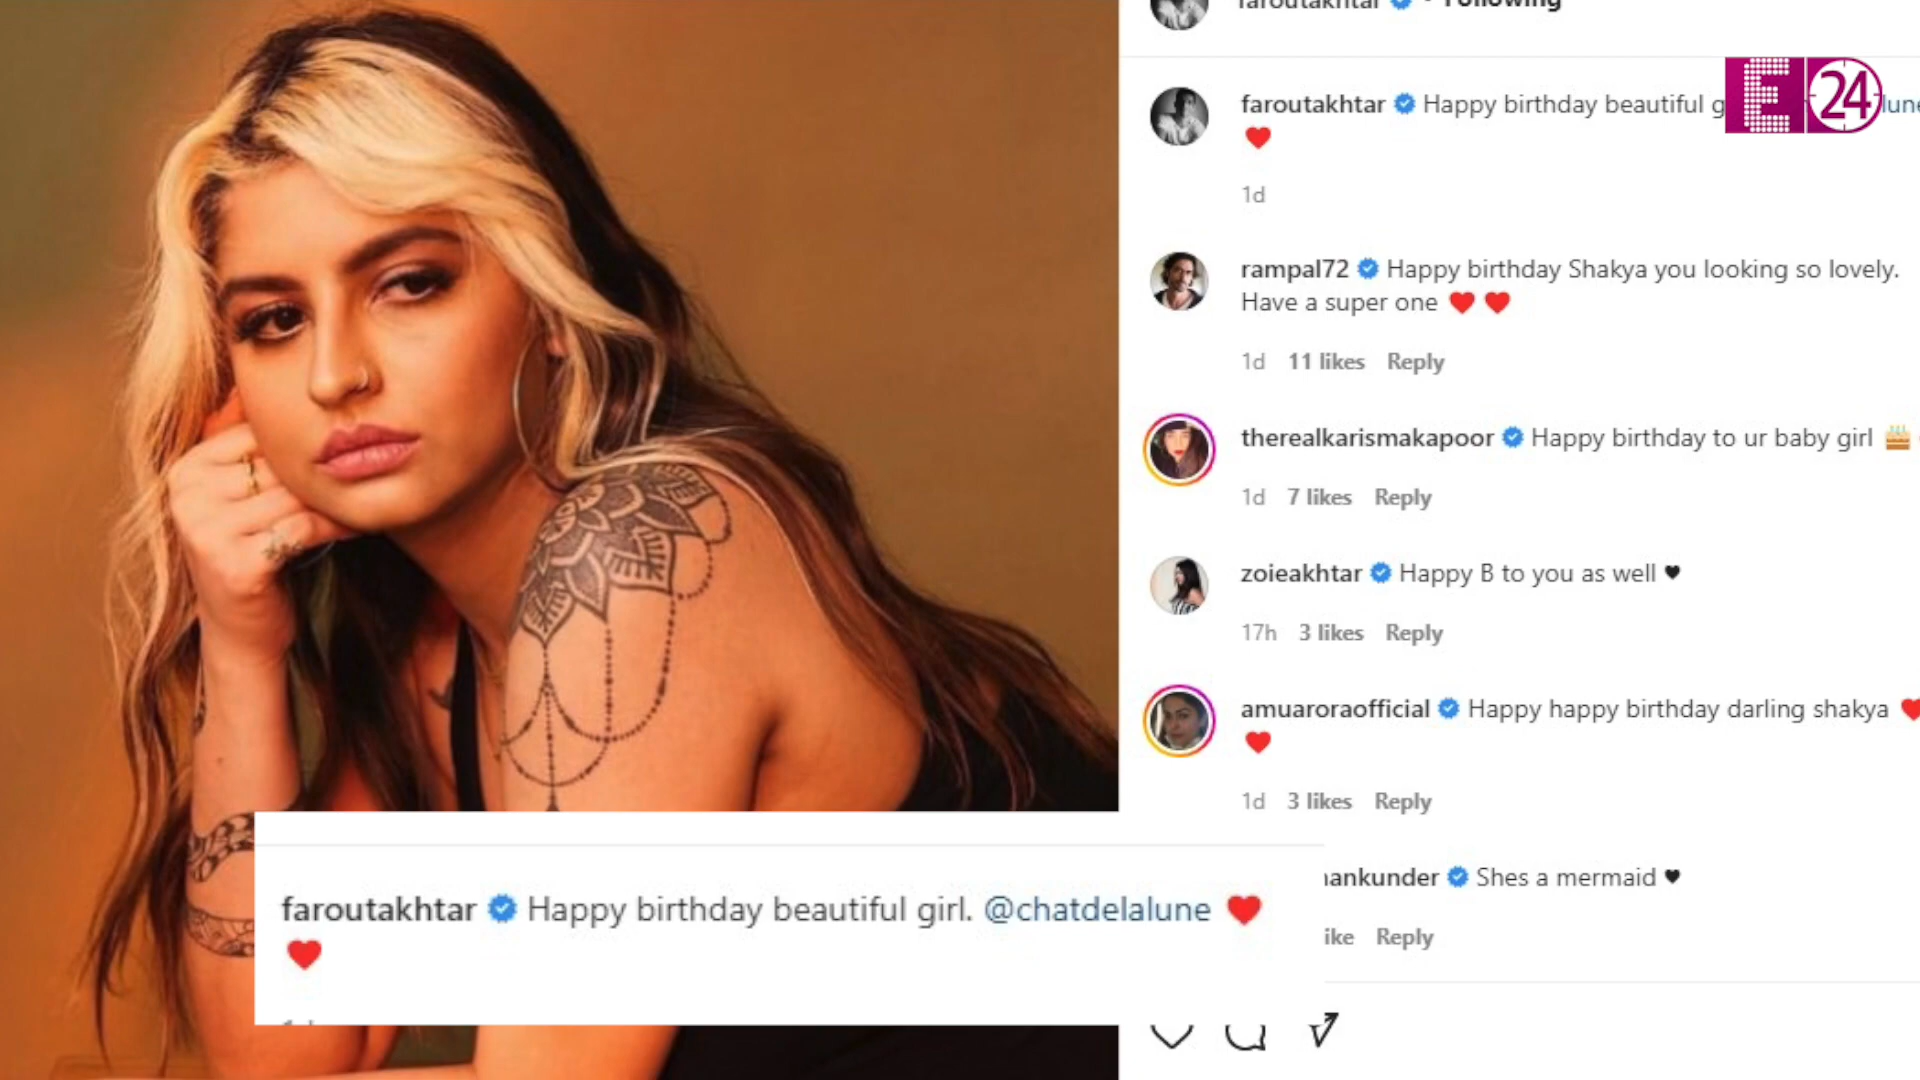 faroutakhtar Following
E24
faroutakhtar Happy birthday beautiful
❤️
1d
rampal72 Happy birthday Shakya you looking so lovely.
Have a super one ❤️ ❤️
1d 11 likes Reply
therealkarismakapoor Happy birthday to ur baby girl 🎂
1d 7 likes Reply
zoieakhtar Happy B to you as well 🖤
17h 3 likes Reply
amuaroraofficial Happy happy birthday darling shakya ❤️
❤️
1d 3 likes Reply
Shes a mermaid 🖤
Reply
faroutakhtar Happy birthday beautiful girl. @chatdelalune ❤️
❤️